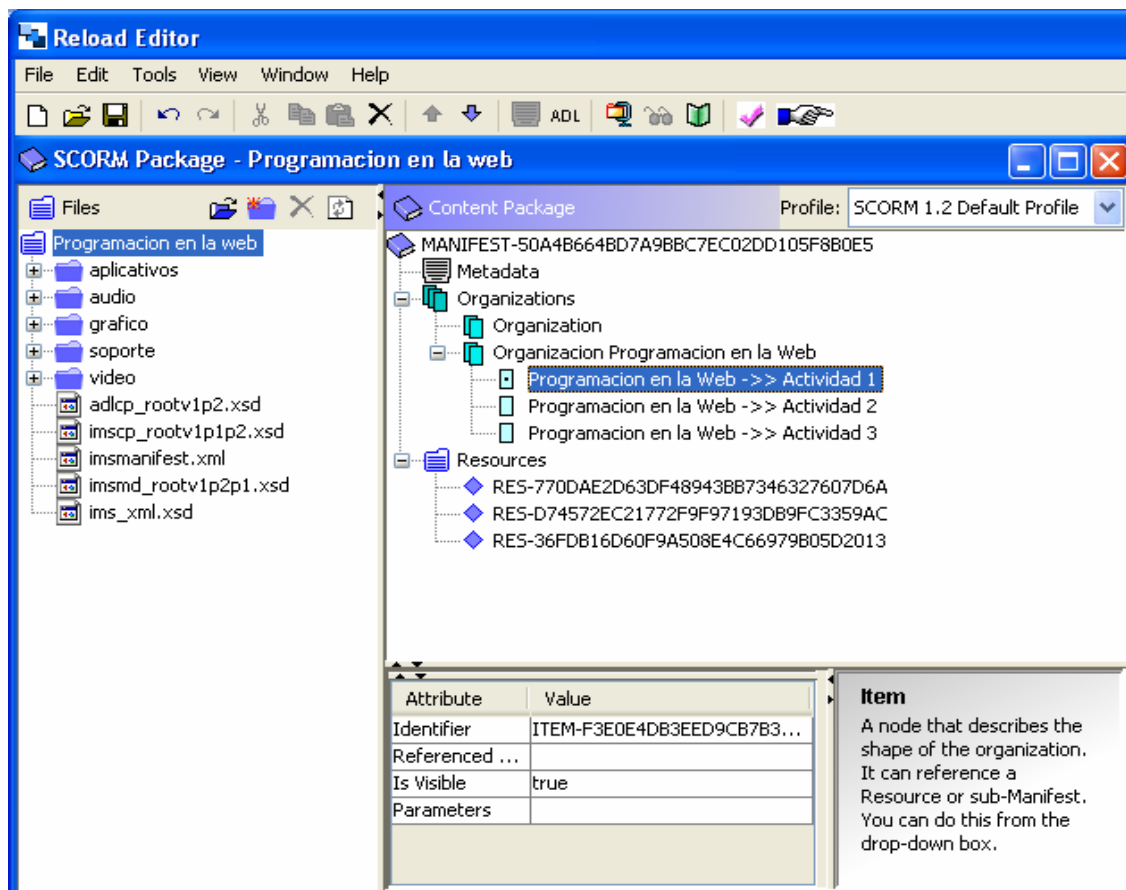 Reload Editor
File Edit Tools View Window Help
ADL
SCORM Package - Programacion en la web
Files
Programacion en la web
aplicativos
audio
grafico
soporte
video
adlcp_rootv1p2.xsd
imscp_rootv1p1p2.xsd
imsmanifest.xml
imsmd_rootv1p2p1.xsd
ims_xml.xsd
Content Package Profile: SCORM 1.2 Default Profile
MANIFEST-50A4B664BD7A9BBC7EC02DD105F8B0E5
Metadata
Organizations
Organization
Organizacion Programacion en la Web
Programacion en la Web ->> Actividad 1
Programacion en la Web ->> Actividad 2
Programacion en la Web ->> Actividad 3
Resources
RES-770DAE2D63DF48943BB7346327607D6A
RES-D74572EC21772F9F97193DB9FC3359AC
RES-36FDB16D60F9A508E4C66979B05D2013
Attribute Value
Identifier ITEM-F3E0E4DB3EED9CB7B3...
Referenced ...
Is Visible true
Parameters
Item
A node that describes the
shape of the organization.
It can reference a
Resource or sub-Manifest.
You can do this from the
drop-down box.